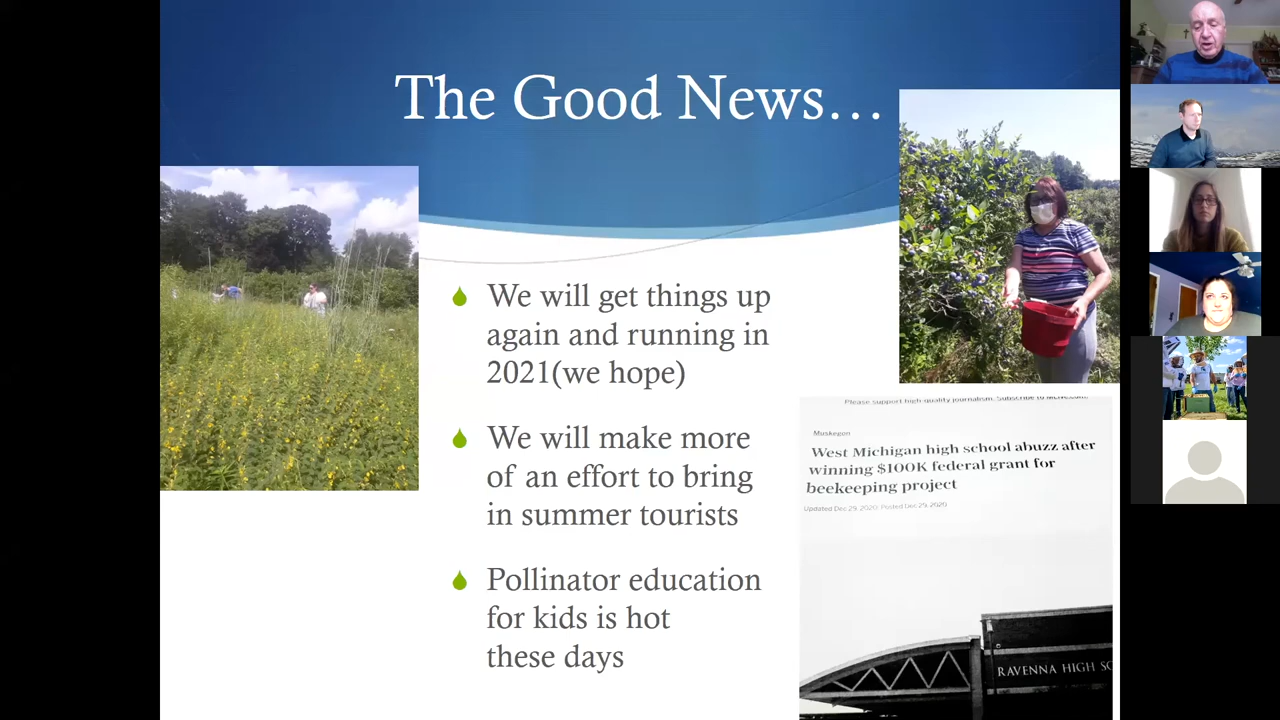 The Good News...
We will get things up
again and running in
2021(we hope)
We will make more
of an effort to bring
in summer tourists
Pollinator education
for kids is hot
these days
Please support high-quality journalism. Subscribe to MLive.com.
Muskegon
West Michigan high school abuzz after
winning $100K federal grant for
beekeeping project
Updated Dec 29, 2020; Posted Dec 29, 2020
RAVENNA HIGH SC